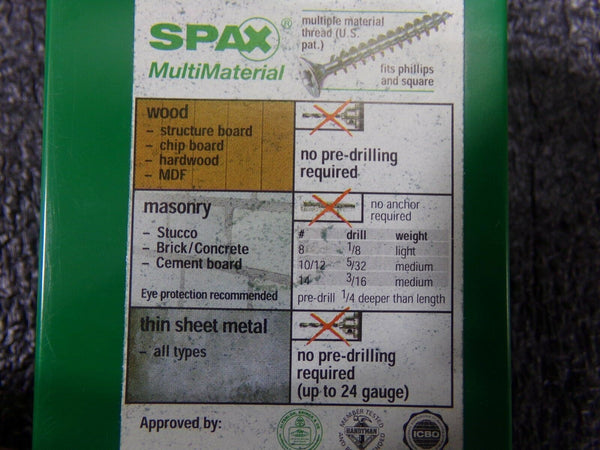 SPAX®
MultiMaterial
multiple material
thread (U.S.
pat.)
fits phillips
and square
wood
– structure board
– chip board
– hardwood
– MDF
no pre-drilling
required
masonry
– Stucco
– Brick/Concrete
– Cement board
Eye protection recommended
no anchor
required
# drill weight
8 1/8 light
10/12 5/32 medium
14 3/16 medium
pre-drill 1/4 deeper than length
thin sheet metal
– all types
no pre-drilling
required
(up to 24 gauge)
Approved by:
MEMBER TESTED
HANDYMAN
ICBO